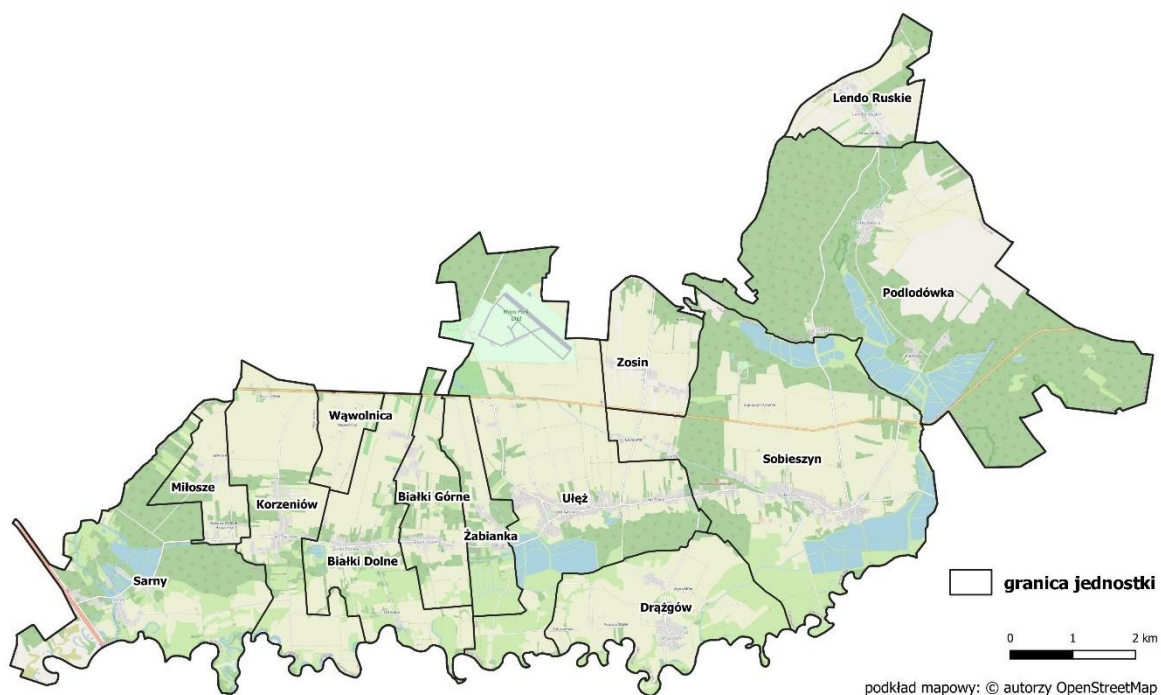 Lendo Ruskie
Podlodówka
Zosin
Wąwolnica
Sobieszyn
Miłosze
Korzeniów
Białki Górne
Ułęż
Żabianka
Białki Dolne
Sarny
Drążgów
granica jednostki
0 1 2 km
podkład mapowy: © autorzy OpenStreetMap